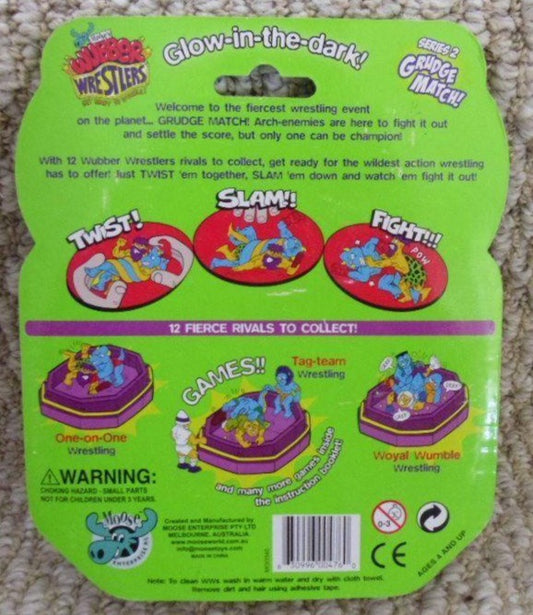 WUBBER
WRESTLERS
Glow-in-the-dark!
SERIES 2
GRUDGE
MATCH!
Welcome to the fiercest wrestling event
on the planet... GRUDGE MATCH! Arch-enemies are here to fight it out
and settle the score, but only one can be champion!
With 12 Wubber Wrestlers rivals to collect, get ready for the wildest action wrestling
has to offer! Just TWIST 'em together, SLAM 'em down and watch 'em fight it out!
TWIST!
SLAM!!
FIGHT!!!
POW
12 FIERCE RIVALS TO COLLECT!
GAMES!!
Tag-team
Wrestling
One-on-One
Wrestling
Woyal Wumble
Wrestling
and many more games inside
the instruction booklet!
WARNING:
CHOKING HAZARD - SMALL PARTS
NOT FOR CHILDREN UNDER 3 YEARS.
Moose
ENTERPRISE
Created and Manufactured by
MOOSE ENTERPRISE PTY LTD
MELBOURNE, AUSTRALIA.
www.mooseworld.com.au
info@moosetoys.com
MADE IN CHINA
0-3
CE
AGES 4 AND UP
Note: To clean WWs wash in warm water and dry with cloth towel.
Remove dirt and hair using adhesive tape.